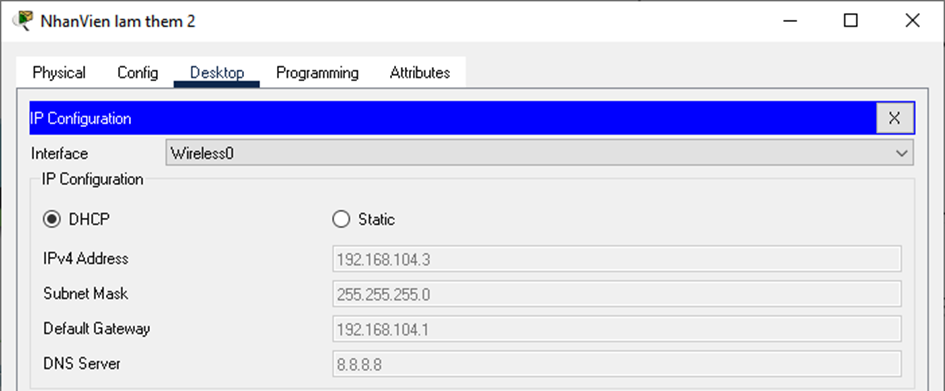 NhanVien lam them 2
Physical Config Desktop Programming Attributes
IP Configuration X
Interface Wireless0
IP Configuration
DHCP Static
IPv4 Address 192.168.104.3
Subnet Mask 255.255.255.0
Default Gateway 192.168.104.1
DNS Server 8.8.8.8